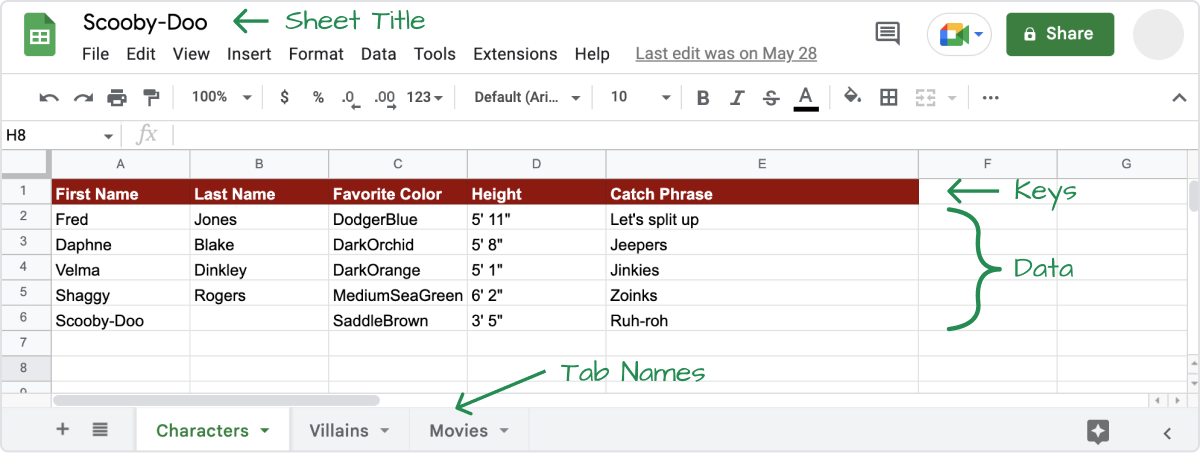 Scooby-Doo Sheet Title
File Edit View Insert Format Data Tools Extensions Help Last edit was on May 28 Share
100% $ % .0 .00 123 Default (Ari... 10 B I S A ...
H8 fx
A B C D E F G
1 First Name Last Name Favorite Color Height Catch Phrase Keys
2 Fred Jones DodgerBlue 5' 11" Let's split up
3 Daphne Blake DarkOrchid 5' 8" Jeepers
4 Velma Dinkley DarkOrange 5' 1" Jinkies Data
5 Shaggy Rogers MediumSeaGreen 6' 2" Zoinks
6 Scooby-Doo SaddleBrown 3' 5" Ruh-roh
7
8 Tab Names
9
+ Characters Villains Movies